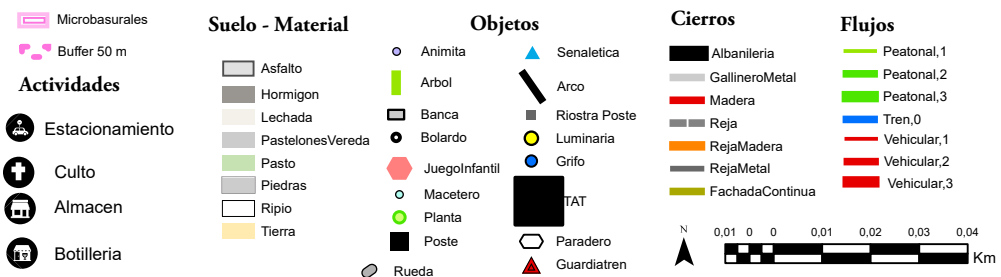 Microbasurales
Buffer 50 m
Actividades
Estacionamiento
Culto
Almacen
Botilleria
Suelo - Material
Asfalto
Hormigon
Lechada
PastelonesVereda
Pasto
Piedras
Ripio
Tierra
Objetos
Animita
Arbol
Banca
Bolardo
JuegoInfantil
Macetero
Planta
Poste
Rueda
Senaletica
Arco
Riostra Poste
Luminaria
Grifo
TAT
Paradero
Guardiatren
Cierros
Albanileria
GallineroMetal
Madera
Reja
RejaMadera
RejaMetal
FachadaContinua
Flujos
Peatonal,1
Peatonal,2
Peatonal,3
Tren,0
Vehicular,1
Vehicular,2
Vehicular,3
N
0,01 0 0 0,01 0,02 0,03 0,04
Km